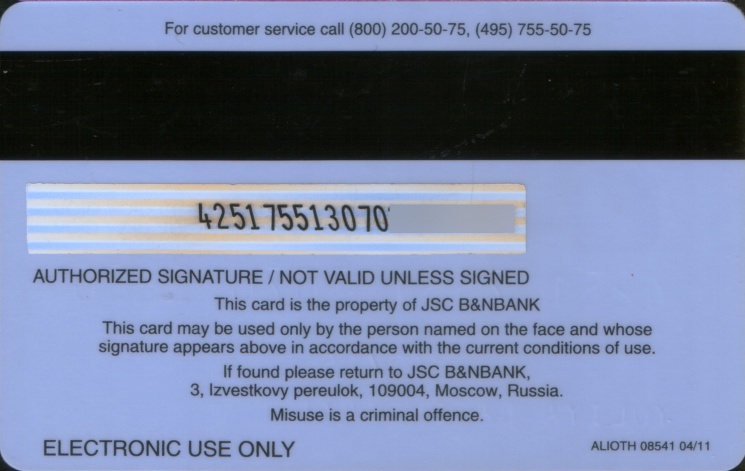 For customer service call (800) 200-50-75, (495) 755-50-75
425175513070
AUTHORIZED SIGNATURE / NOT VALID UNLESS SIGNED
This card is the property of JSC B&NBANK
This card may be used only by the person named on the face and whose
signature appears above in accordance with the current conditions of use.
If found please return to JSC B&NBANK,
3, Izvestkovy pereulok, 109004, Moscow, Russia.
Misuse is a criminal offence.
ELECTRONIC USE ONLY
ALIOTH 08541 04/11